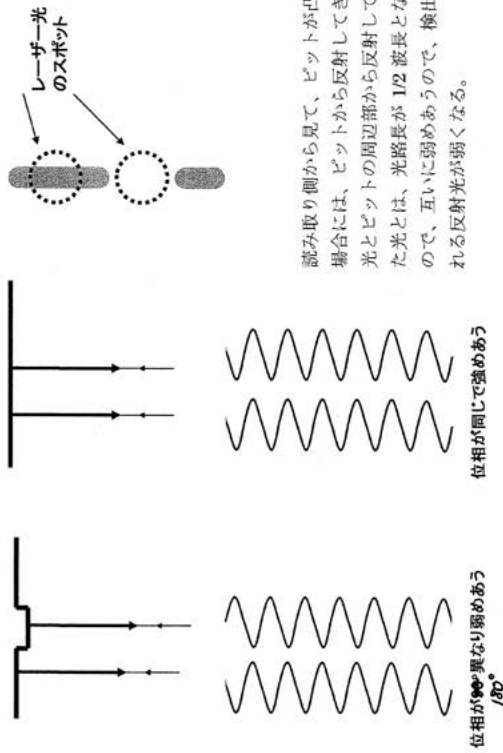 レーザー光
のスポット
読み取り側から見て、ピットが凸
場合には、ピットから反射してき
光とピットの周辺部から反射して
た光とは、光路長が 1/2 波長とな
ので、互いに弱めあうので、検出
れる反射光が弱くなる。
位相が90°異なり弱めあう
180°
位相が同じで強めあう